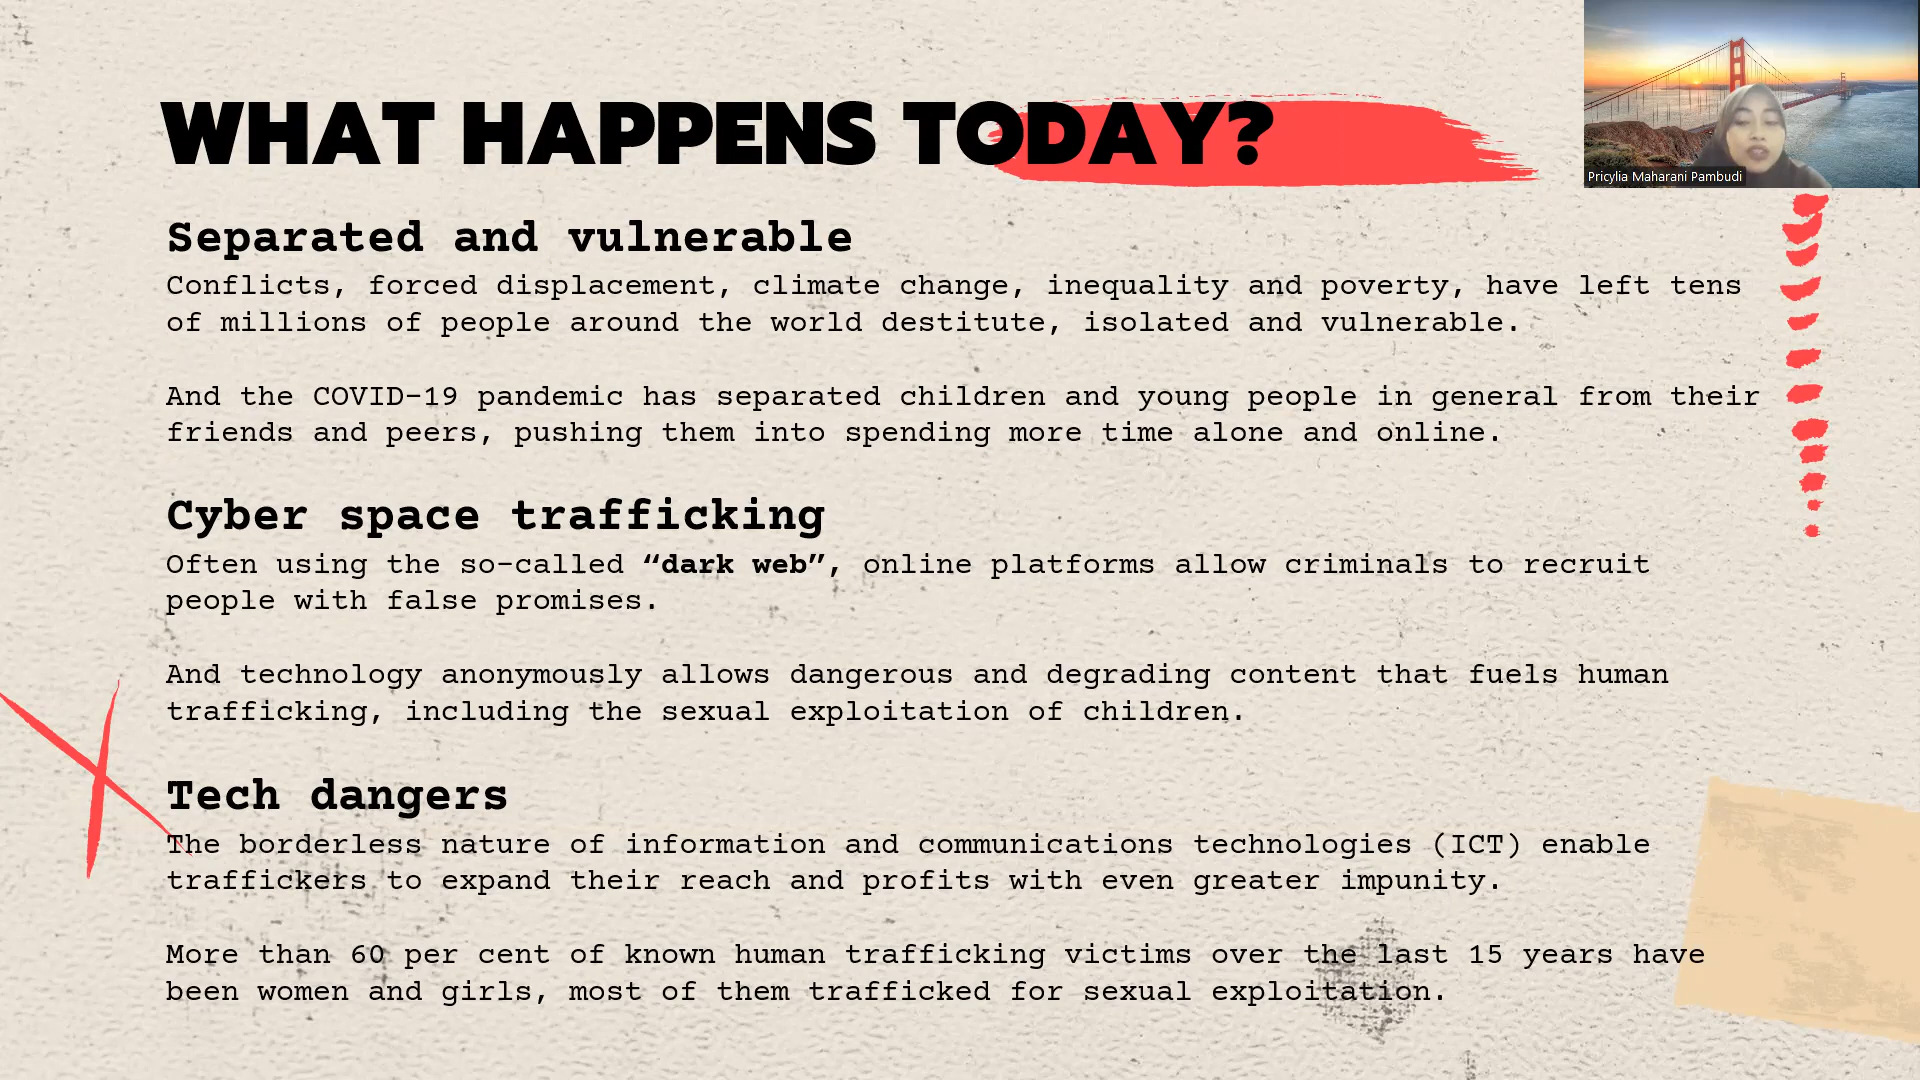 WHAT HAPPENS TODAY?
Pricylia Maharani Pambudi
Separated and vulnerable
Conflicts, forced displacement, climate change, inequality and poverty, have left tens
of millions of people around the world destitute, isolated and vulnerable.
And the COVID-19 pandemic has separated children and young people in general from their
friends and peers, pushing them into spending more time alone and online.
Cyber space trafficking
Often using the so-called “dark web”, online platforms allow criminals to recruit
people with false promises.
And technology anonymously allows dangerous and degrading content that fuels human
trafficking, including the sexual exploitation of children.
Tech dangers
The borderless nature of information and communications technologies (ICT) enable
traffickers to expand their reach and profits with even greater impunity.
More than 60 per cent of known human trafficking victims over the last 15 years have
been women and girls, most of them trafficked for sexual exploitation.